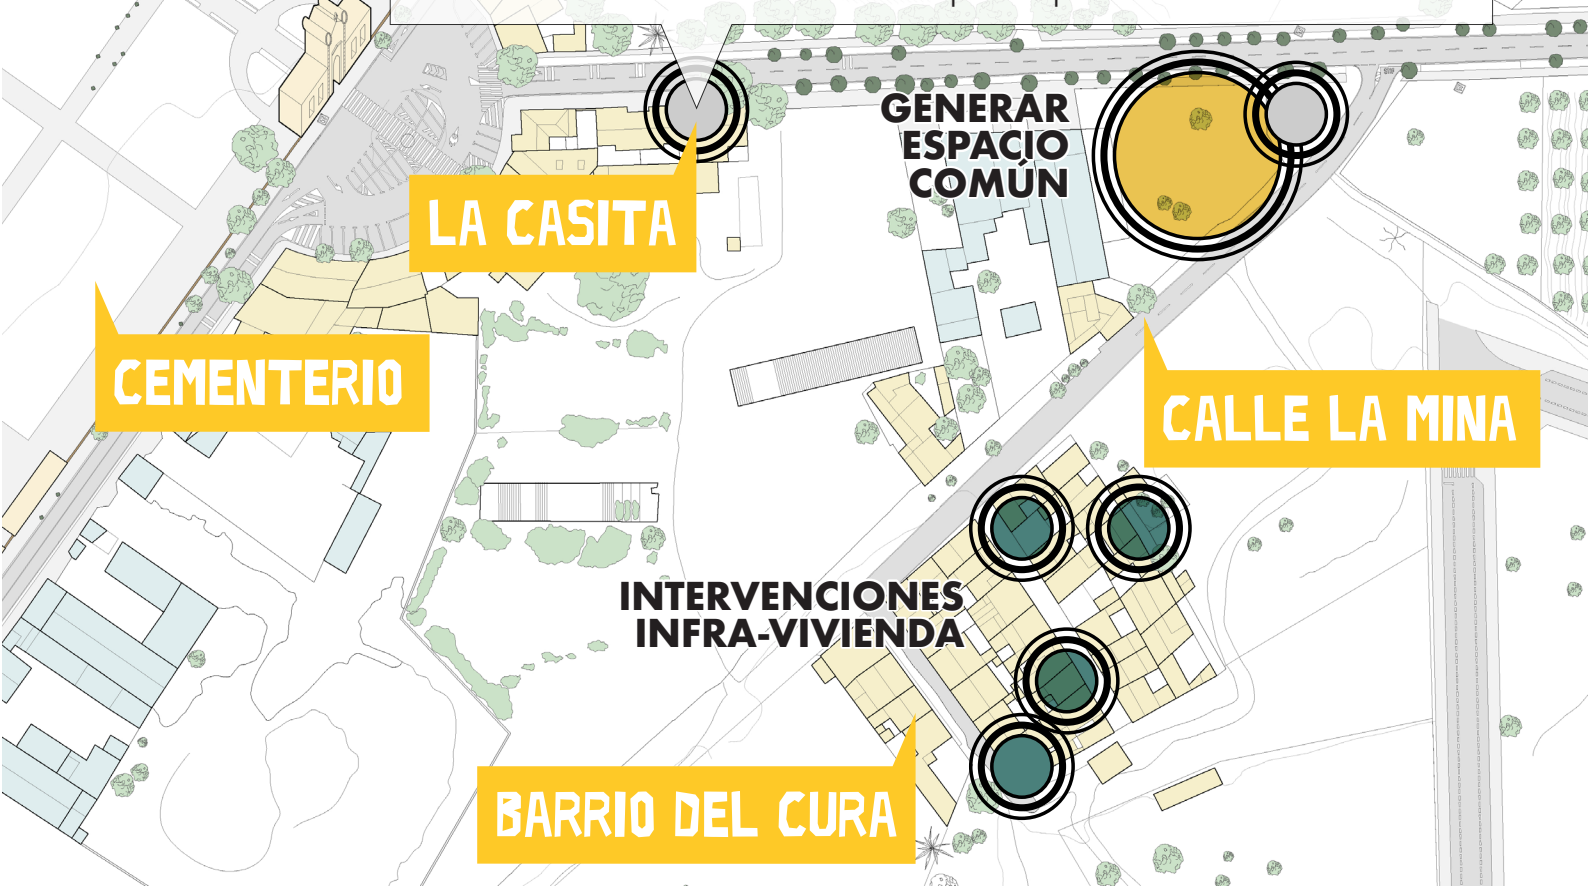 GENERAR
ESPACIO
COMÚN
LA CASITA
CEMENTERIO
CALLE LA MINA
INTERVENCIONES
INFRA-VIVIENDA
BARRIO DEL CURA